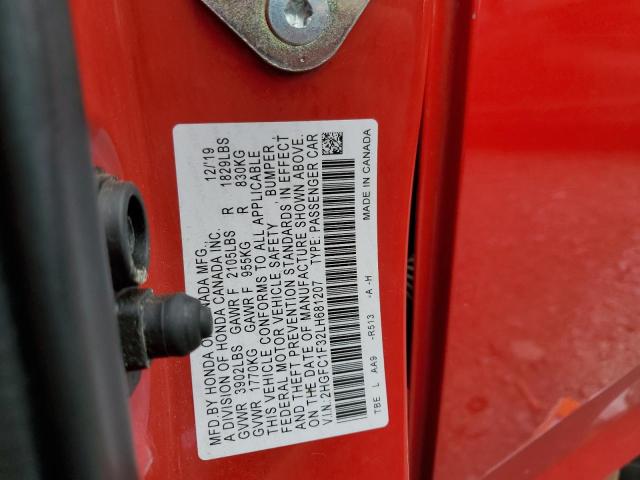 MFD.BY HONDA OF CANADA MFG., 12/19
A DIVISION OF HONDA CANADA INC.
GVWR 3902LBS GAWR F 2105LBS R 1829LBS
GVWR 1770KG GAWR F 955KG R 830KG
THIS VEHICLE CONFORMS TO ALL APPLICABLE
FEDERAL MOTOR VEHICLE SAFETY, BUMPER,
AND THEFT PREVENTION STANDARDS IN EFFECT
ON THE DATE OF MANUFACTURE SHOWN ABOVE.
V.I.N.:2HGFC1F32LH681207 TYPE: PASSENGER CAR
TBE L AA9 -R513 -A -H MADE IN CANADA